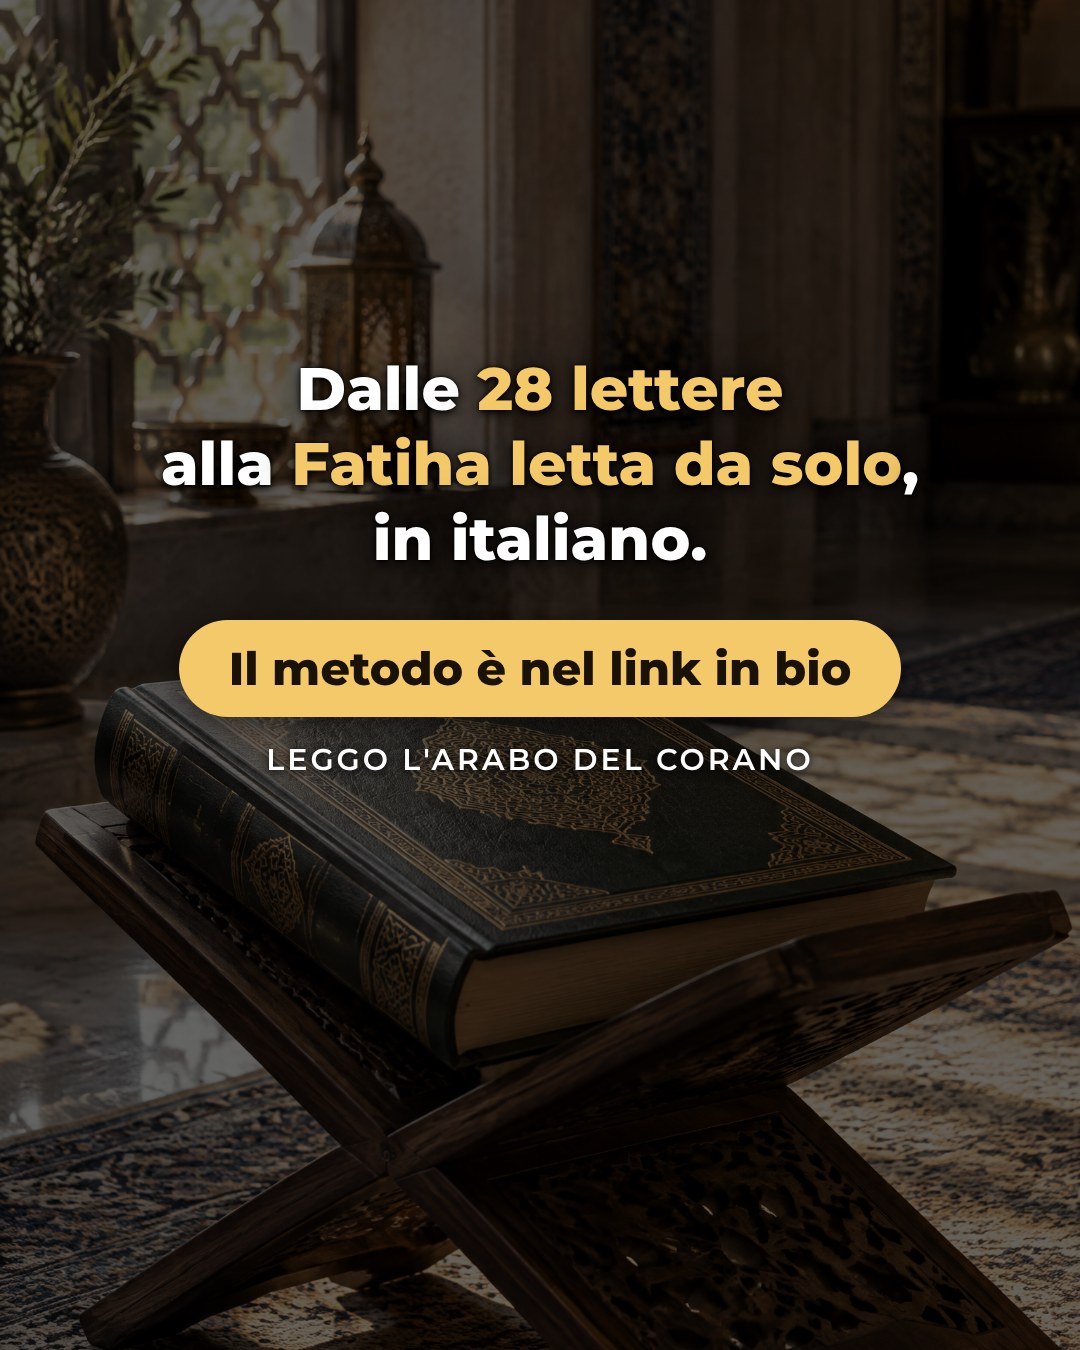 Dalle 28 lettere
alla Fatiha letta da solo,
in italiano.
Il metodo è nel link in bio
LEGGO L'ARABO DEL CORANO